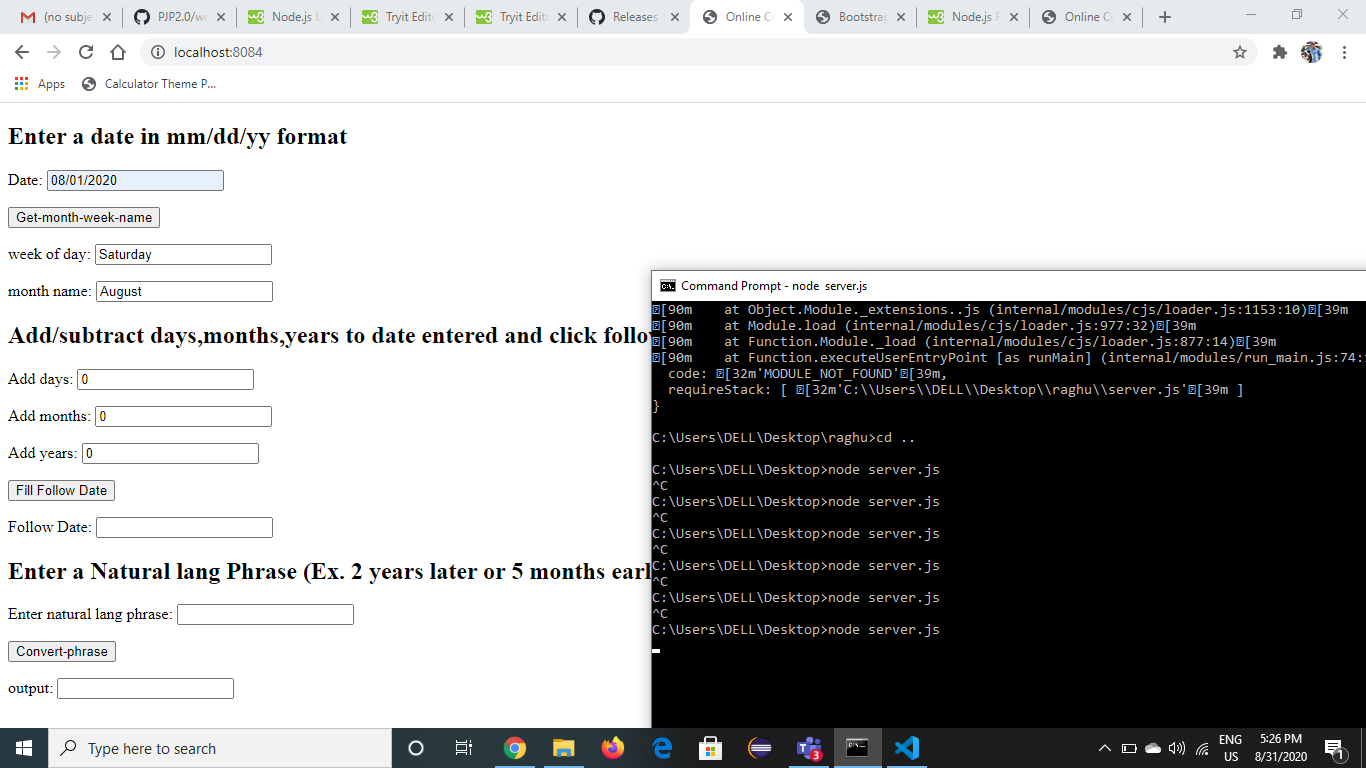 (no subje
PJP2.0/we
Node.js U
Tryit Edito
Tryit Edito
Releases
Online Co
Bootstrap
Node.js F
Online Co
localhost:8084
Apps
Calculator Theme P...
Enter a date in mm/dd/yy format
Date: 08/01/2020
Get-month-week-name
week of day: Saturday
month name: August
Add/subtract days,months,years to date entered and click follo
Add days: 0
Add months: 0
Add years: 0
Fill Follow Date
Follow Date:
Enter a Natural lang Phrase (Ex. 2 years later or 5 months earl
Enter natural lang phrase:
Convert-phrase
output:
Command Prompt - node server.js
[90m    at Object.Module._extensions..js (internal/modules/cjs/loader.js:1153:10)[39m
[90m    at Module.load (internal/modules/cjs/loader.js:977:32)[39m
[90m    at Function.Module._load (internal/modules/cjs/loader.js:877:14)[39m
[90m    at Function.executeUserEntryPoint [as runMain] (internal/modules/run_main.js:74:
  code: [32m'MODULE_NOT_FOUND'[39m,
  requireStack: [ [32m'C:\\Users\\DELL\\Desktop\\raghu\\server.js'[39m ]
}
C:\Users\DELL\Desktop\raghu>cd ..
C:\Users\DELL\Desktop>node server.js
^C
C:\Users\DELL\Desktop>node server.js
^C
C:\Users\DELL\Desktop>node server.js
^C
C:\Users\DELL\Desktop>node server.js
^C
C:\Users\DELL\Desktop>node server.js
^C
C:\Users\DELL\Desktop>node server.js
Type here to search
3
ENG
US
5:26 PM
8/31/2020
1